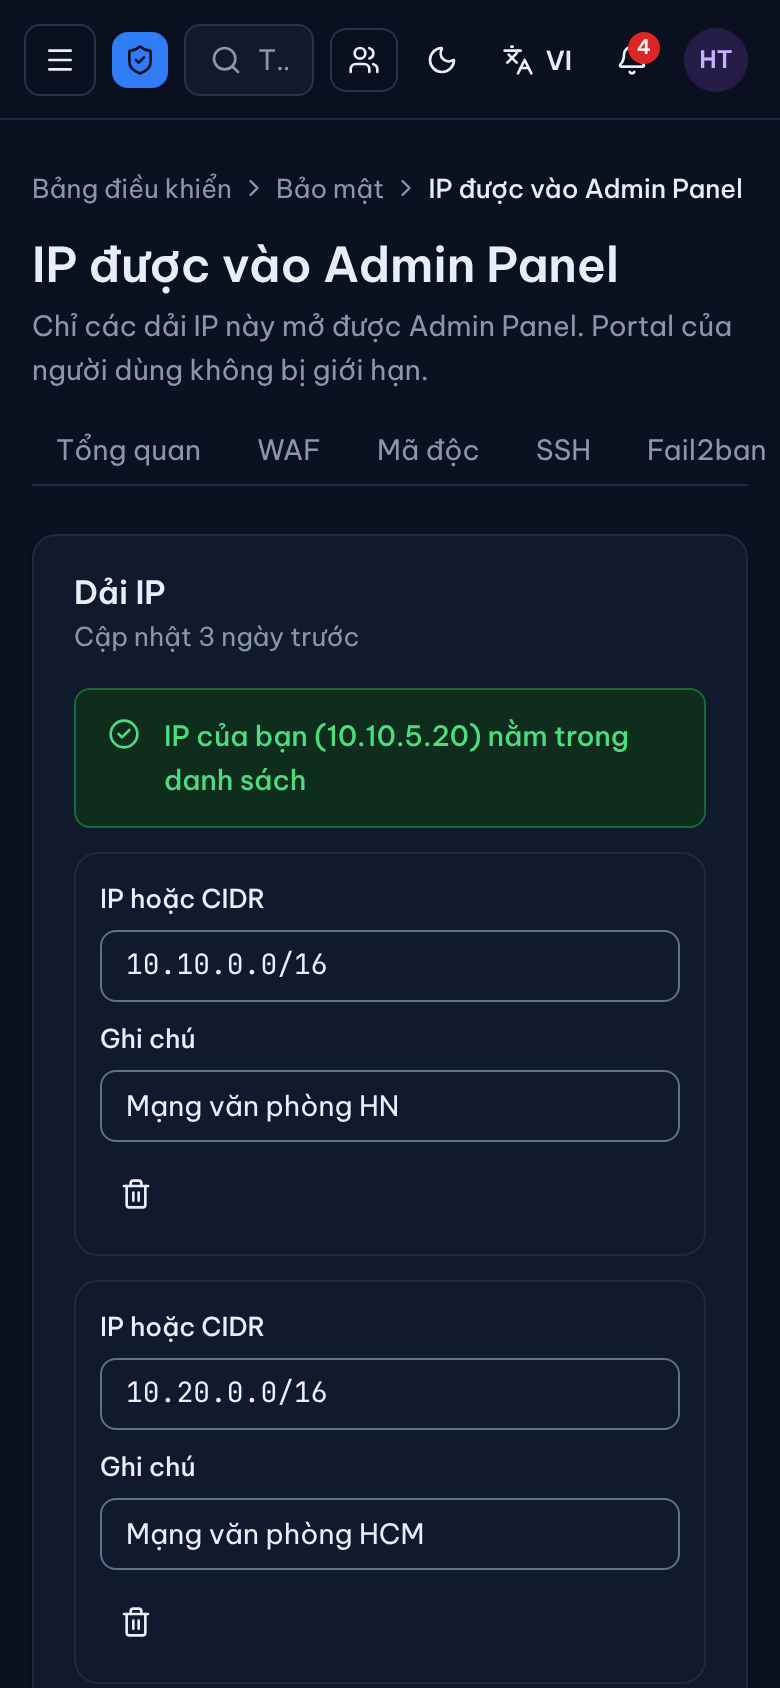 T..
VI
4
HT
Bảng điều khiển > Bảo mật > IP được vào Admin Panel
IP được vào Admin Panel
Chỉ các dải IP này mở được Admin Panel. Portal của
người dùng không bị giới hạn.
Tổng quan WAF Mã độc SSH Fail2ban
Dải IP
Cập nhật 3 ngày trước
IP của bạn (10.10.5.20) nằm trong
danh sách
IP hoặc CIDR
10.10.0.0/16
Ghi chú
Mạng văn phòng HN
IP hoặc CIDR
10.20.0.0/16
Ghi chú
Mạng văn phòng HCM